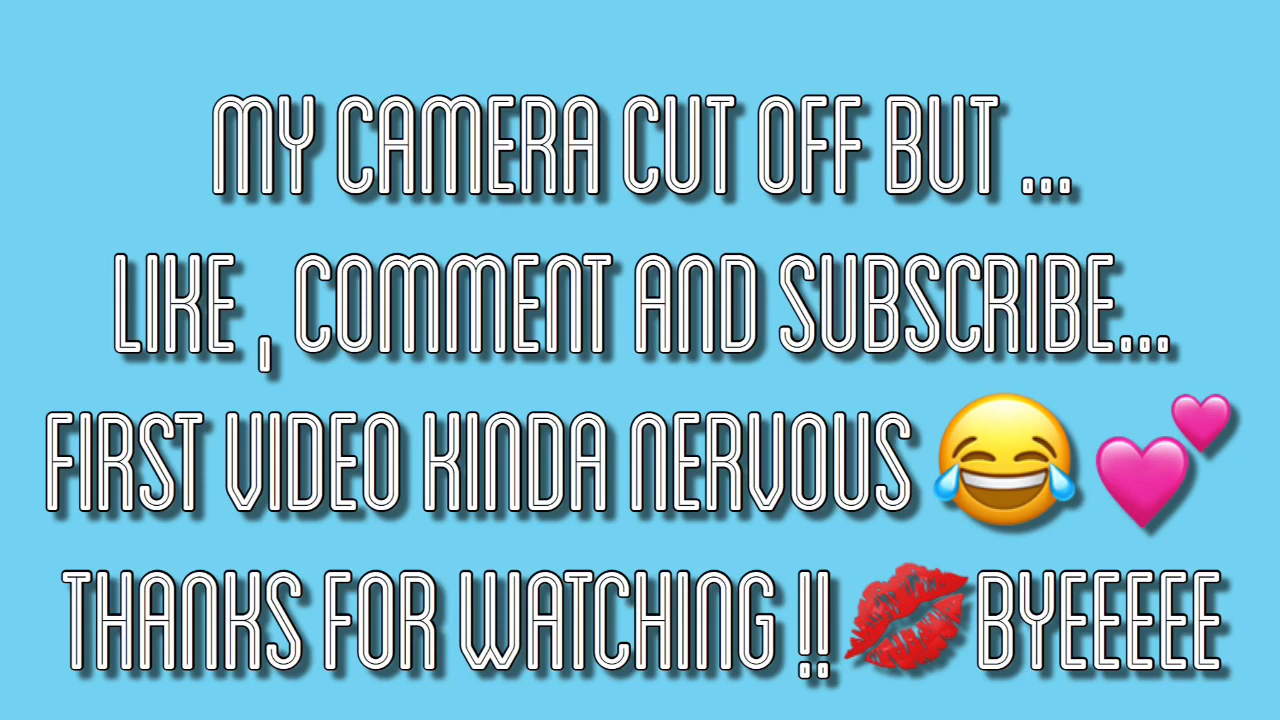 MY CAMERA CUT OFF BUT ...
LIKE , COMMENT AND SUBSCRIBE...
FIRST VIDEO KINDA NERVOUS 😂 💕
THANKS FOR WATCHING !! 💋 BYEEEEE